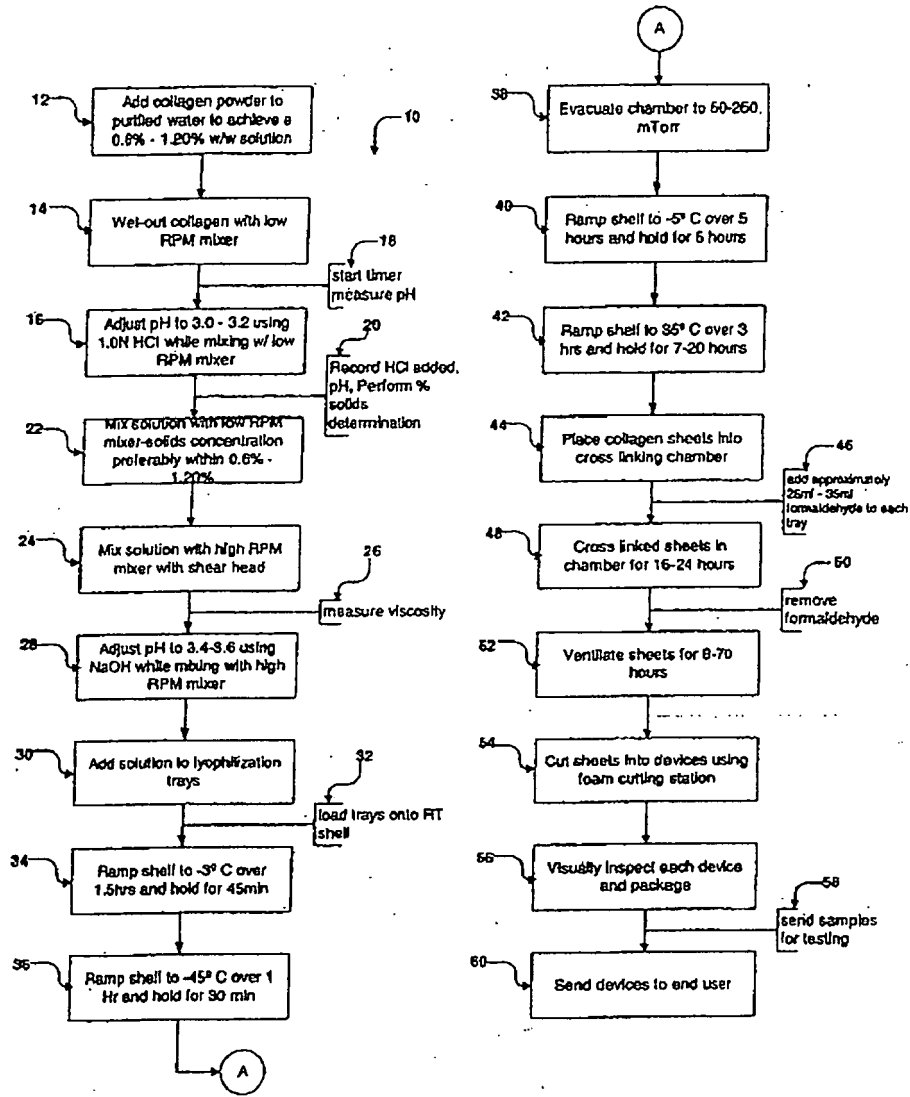 10
12
Add collagen powder to
purified water to achieve a
0.6% - 1.20% w/w solution
14
Wet-out collagen with low
RPM mixer
18
start timer
measure pH
16
Adjust pH to 3.0 - 3.2 using
1.0N HCl while mixing w/ low
RPM mixer
20
Record HCl added,
pH, Perform %
solids
determination
22
Mix solution with low RPM
mixer-solids concentration
preferably within 0.6% -
1.20%
24
Mix solution with high RPM
mixer with shear head
26
measure viscosity
28
Adjust pH to 3.4-3.6 using
NaOH while mixing with high
RPM mixer
30
Add solution to lyophilization
trays
32
load trays onto RT
shelf
34
Ramp shelf to -3º C over
1.5hrs and hold for 45min
36
Ramp shelf to -45º C over 1
Hr and hold for 30 min
A
A
38
Evacuate chamber to 50-250,
mTorr
40
Ramp shelf to -5º C over 5
hours and hold for 5 hours
42
Ramp shelf to 35º C over 3
hrs and hold for 7-20 hours
44
Place collagen sheets into
cross linking chamber
46
add approximately
25ml - 35ml
formaldehyde to each
tray
48
Cross linked sheets in
chamber for 16-24 hours
50
remove
formaldehyde
52
Ventilate sheets for 8-70
hours
54
Cut sheets into devices using
foam cutting station
56
Visually inspect each device
and package
58
send samples
for testing
60
Send devices to end user